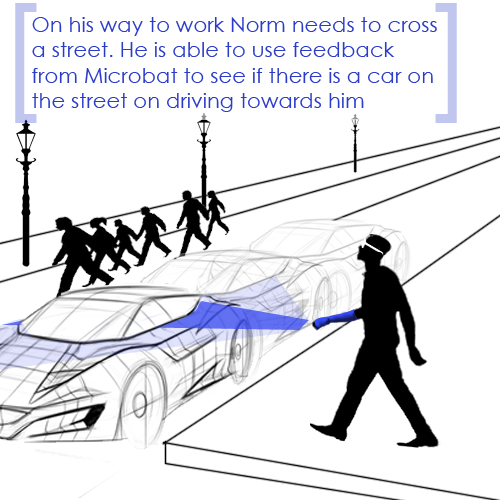 On his way to work Norm needs to cross
a street. He is able to use feedback
from Microbat to see if there is a car on
the street on driving towards him